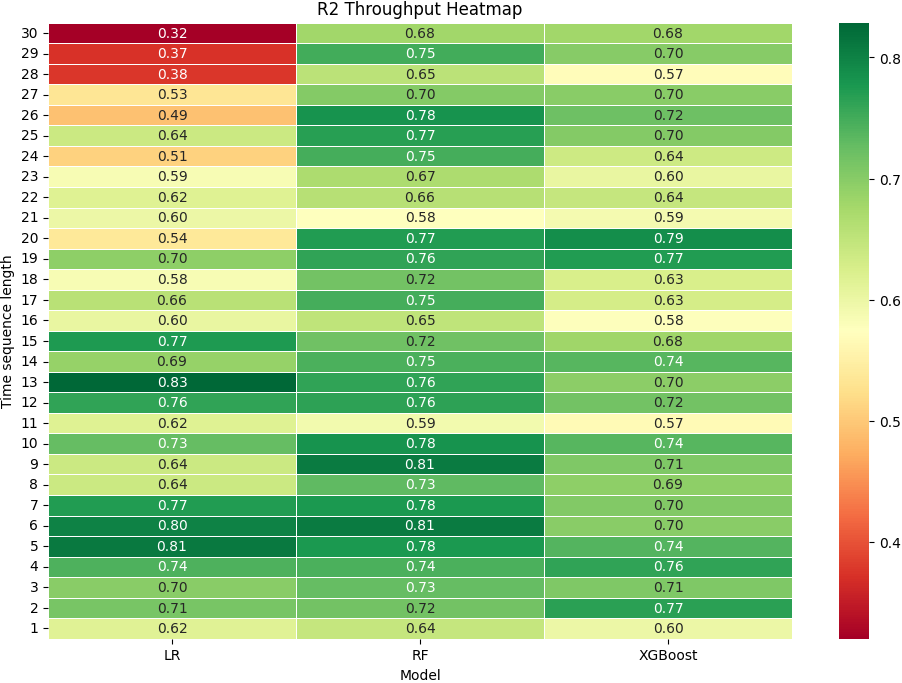 R2 Throughput Heatmap
30 0.32 0.68 0.68
29 0.37 0.75 0.70
28 0.38 0.65 0.57
27 0.53 0.70 0.70
26 0.49 0.78 0.72
25 0.64 0.77 0.70
24 0.51 0.75 0.64
23 0.59 0.67 0.60
22 0.62 0.66 0.64
21 0.60 0.58 0.59
20 0.54 0.77 0.79
19 0.70 0.76 0.77
18 0.58 0.72 0.63
17 0.66 0.75 0.63
16 0.60 0.65 0.58
15 0.77 0.72 0.68
14 0.69 0.75 0.74
13 0.83 0.76 0.70
12 0.76 0.76 0.72
11 0.62 0.59 0.57
10 0.73 0.78 0.74
9 0.64 0.81 0.71
8 0.64 0.73 0.69
7 0.77 0.78 0.70
6 0.80 0.81 0.70
5 0.81 0.78 0.74
4 0.74 0.74 0.76
3 0.70 0.73 0.71
2 0.71 0.72 0.77
1 0.62 0.64 0.60
LR RF XGBoost
Model
Time sequence length
0.8
0.7
0.6
0.5
0.4